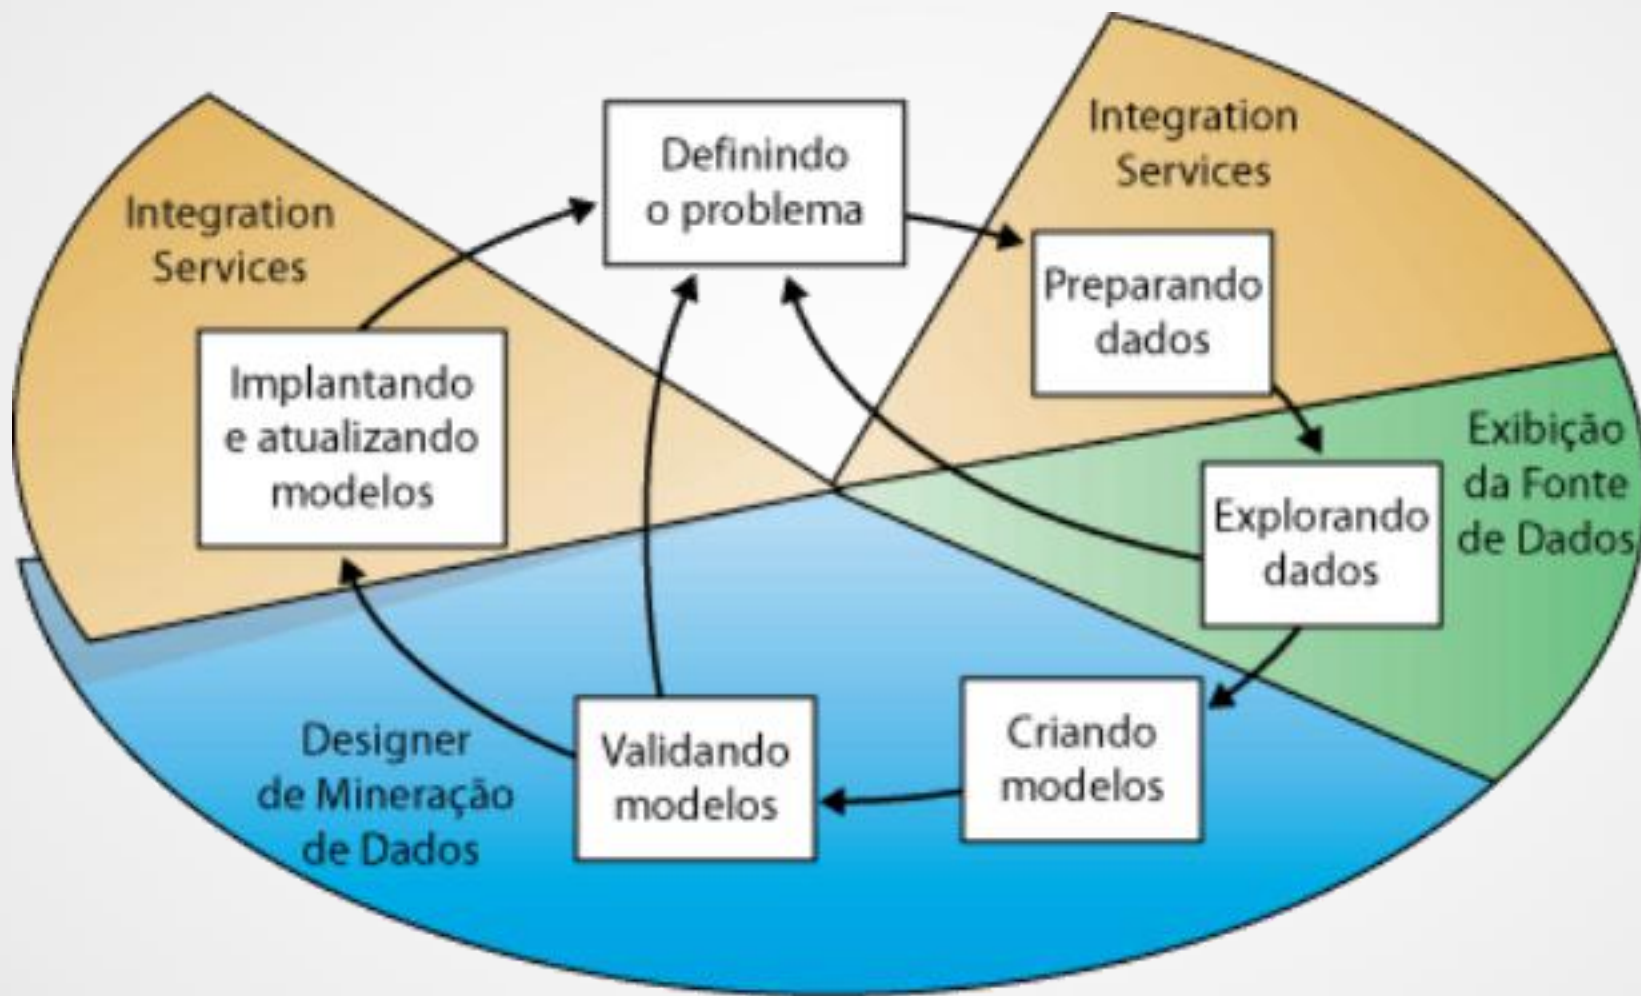 Definindo
o problema
Integration
Services
Preparando
dados
Exibição
da Fonte
de Dados
Explorando
dados
Criando
modelos
Validando
modelos
Designer
de Mineração
de Dados
Integration
Services
Implantando
e atualizando
modelos